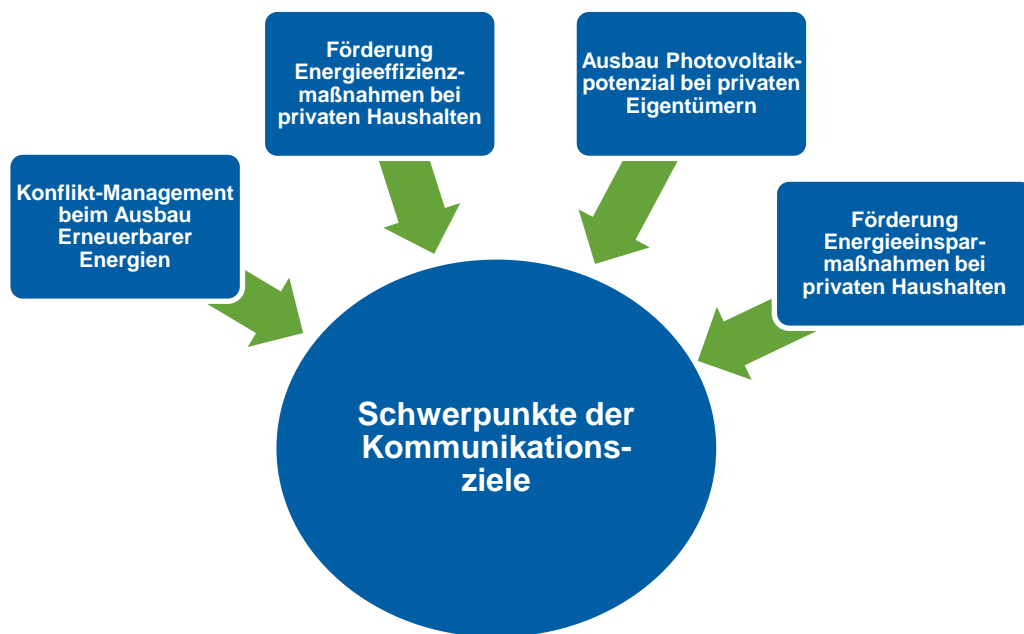 Förderung
Energieeffizienz-
maßnahmen bei
privaten Haushalten
Ausbau Photovoltaik-
potenzial bei privaten
Eigentümern
Konflikt-Management
beim Ausbau
Erneuerbarer
Energien
Förderung
Energieeinspar-
maßnahmen bei
privaten Haushalten
Schwerpunkte der
Kommunikations-
ziele